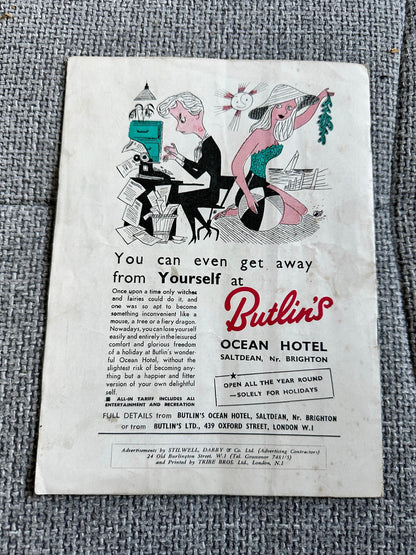 You can even get away
from Yourself at
Once upon a time only witches
and fairies could do it, and
one was so apt to become
something inconvenient like a
mouse, a tree or a fiery dragon.
Nowadays, you can lose yourself
easily and entirely in the leisured
comfort and glorious freedom
of a holiday at Butlin's wonder-
ful Ocean Hotel, without the
slightest risk of becoming any-
thing but a happier and fitter
version of your own delightful
self.
■ ALL-IN TARIFF INCLUDES ALL
ENTERTAINMENT AND RECREATION
Butlin's
OCEAN HOTEL
SALTDEAN, Nr. BRIGHTON
OPEN ALL THE YEAR ROUND
—SOLELY FOR HOLIDAYS
FULL DETAILS from BUTLIN'S OCEAN HOTEL, SALTDEAN, Nr. BRIGHTON
or from BUTLIN'S LTD., 439 OXFORD STREET, LONDON W.1
Advertisements by STILWELL, DARBY & Co. Ltd. (Advertising Contractors)
24 Old Burlington Street, W.1 (Tel. Grosvenor 7481/5)
and Printed by TRIBE BROS. Ltd., London, N.1